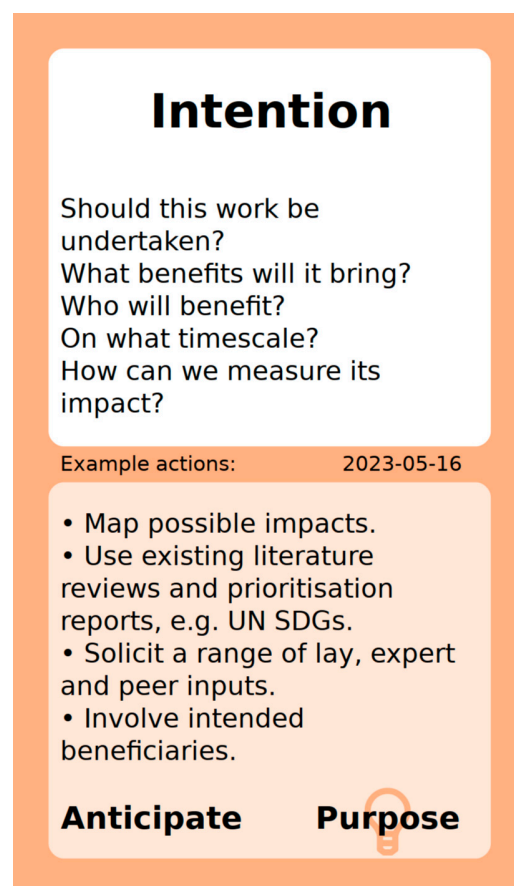 Intention
Should this work be
undertaken?
What benefits will it bring?
Who will benefit?
On what timescale?
How can we measure its
impact?
Example actions: 2023-05-16
• Map possible impacts.
• Use existing literature
reviews and prioritisation
reports, e.g. UN SDGs.
• Solicit a range of lay, expert
and peer inputs.
• Involve intended
beneficiaries.
Anticipate Purpose